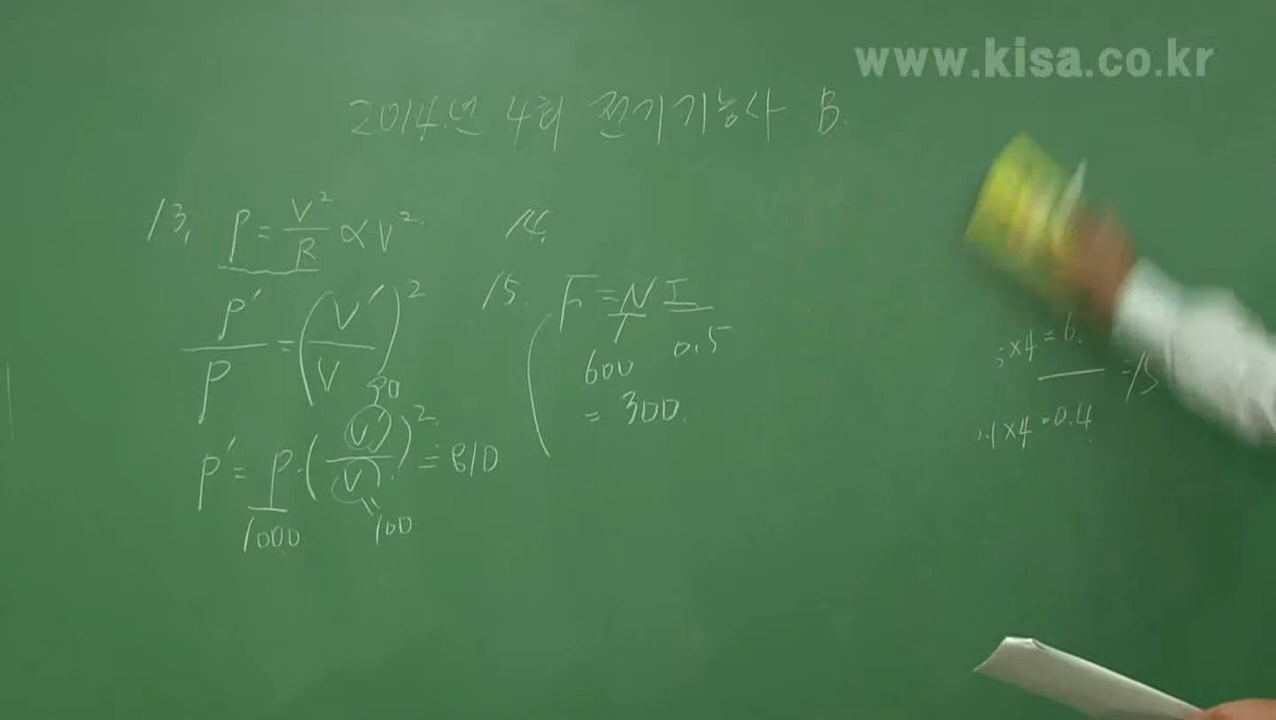 www.kisa.co.kr
2014년 4회 전기기능사 B.
13. P = V²/R ∝ V²
P'/P = (V'/V)²
90
P' = P·(V'/V)² = 810
1000 100
14.
15. F = NI
600 0.5
= 300
5×4=6.
=15
.1×4=0.4